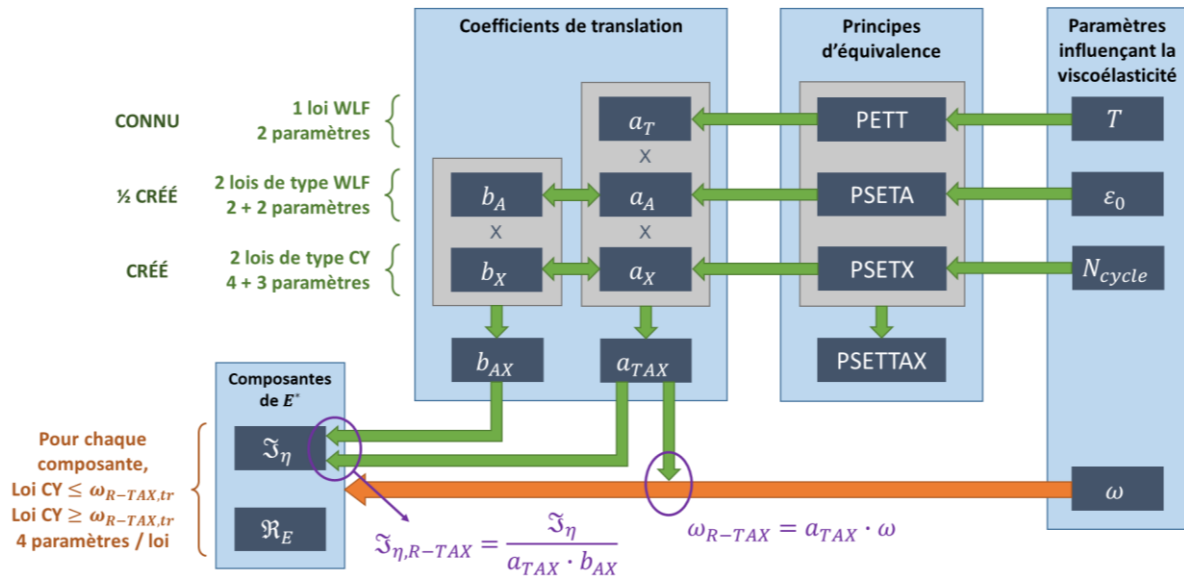 Coefficients de translation
Principes
d'équivalence
Paramètres
influençant la
viscoélasticité
CONNU
1 loi WLF
2 paramètres
a_T
PETT
T
x
½ CRÉÉ
2 lois de type WLF
2 + 2 paramètres
b_A
a_A
PSETA
ε_0
x
x
CRÉÉ
2 lois de type CY
4 + 3 paramètres
b_X
a_X
PSETX
N_cycle
b_AX
a_TAX
PSETTAX
Composantes
de E*
Pour chaque
composante,
Loi CY ≤ ω_R−TAX,tr
Loi CY ≥ ω_R−TAX,tr
4 paramètres / loi
ℑ_η
ℜ_E
ω
ℑ_η,R−TAX = ℑ_η / (a_TAX · b_AX)
ω_R−TAX = a_TAX · ω